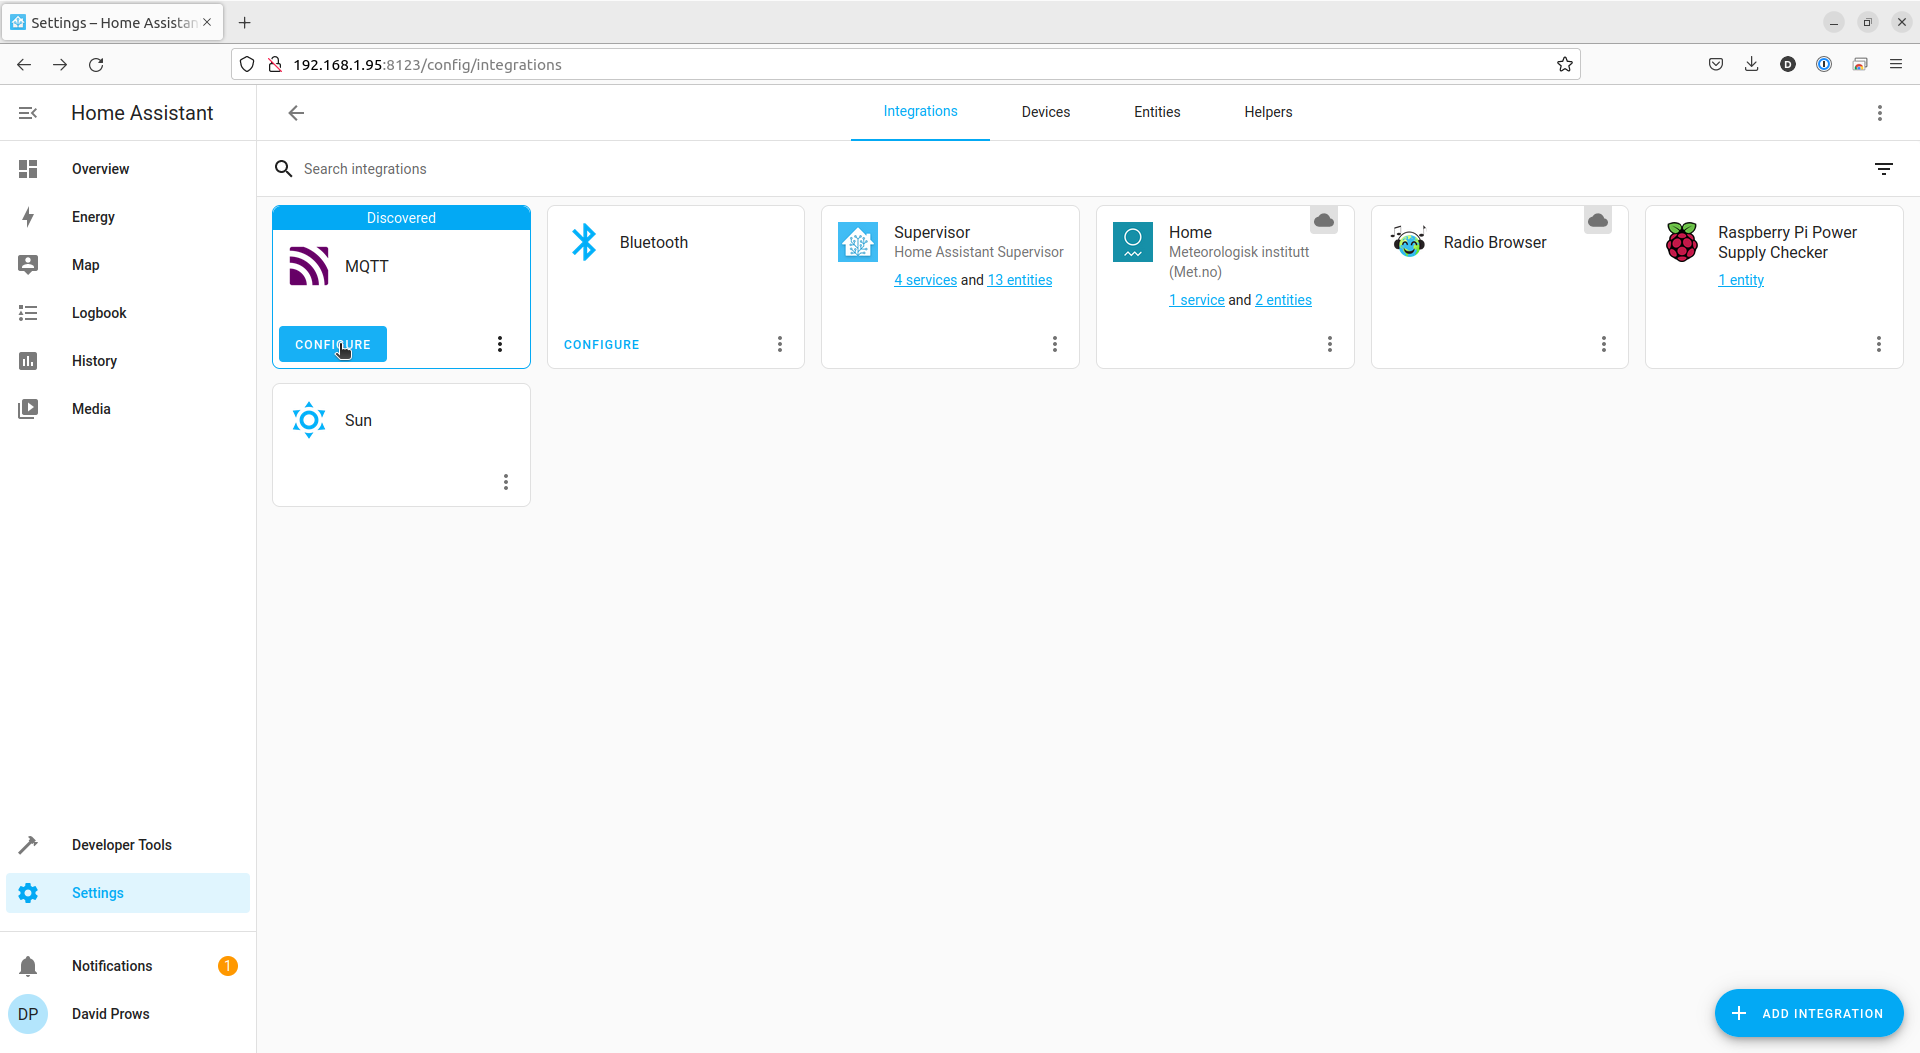 Settings – Home Assistan
192.168.1.95:8123/config/integrations
Home Assistant
Integrations
Devices
Entities
Helpers
Overview
Energy
Map
Logbook
History
Media
Developer Tools
Settings
Notifications
1
DP
David Prows
Search integrations
Discovered
MQTT
CONFIGURE
Bluetooth
CONFIGURE
Supervisor
Home Assistant Supervisor
4 services and 13 entities
Home
Meteorologisk institutt
(Met.no)
1 service and 2 entities
Radio Browser
Raspberry Pi Power
Supply Checker
1 entity
Sun
ADD INTEGRATION
D